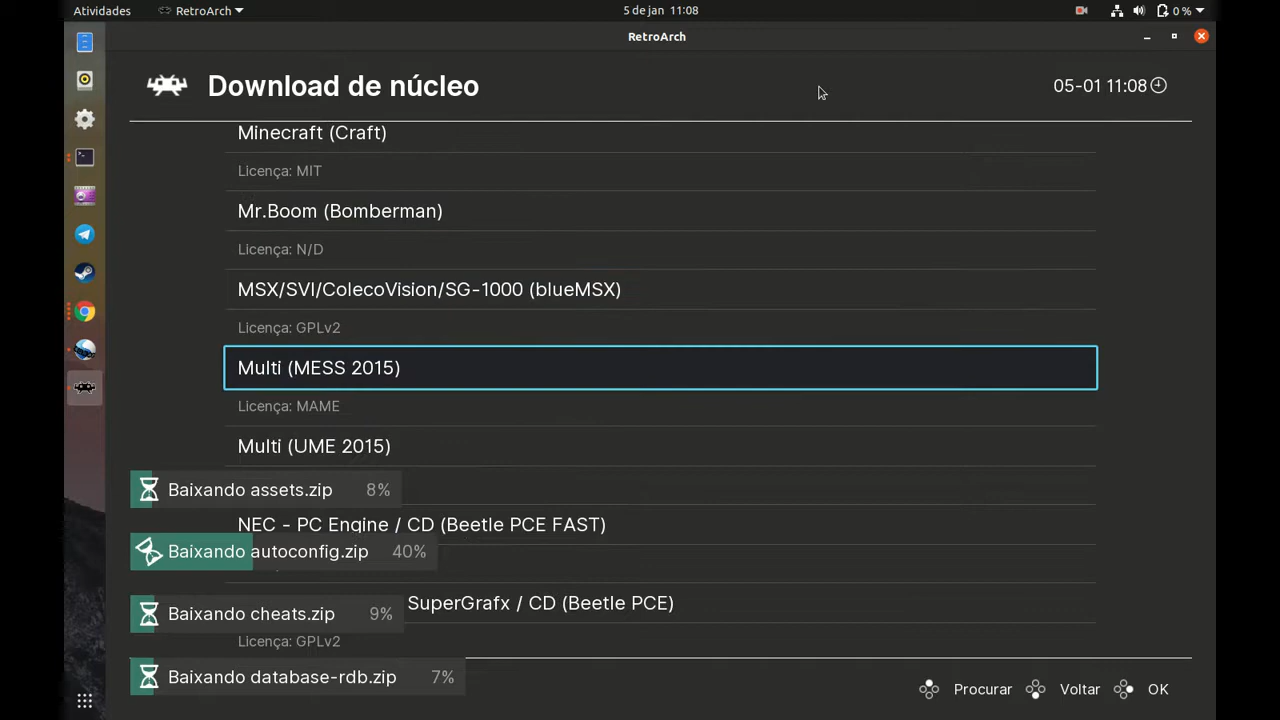 Atividades
RetroArch
5 de jan 11:08
0 %
RetroArch
Download de núcleo
05-01 11:08
Minecraft (Craft)
Licença: MIT
Mr.Boom (Bomberman)
Licença: N/D
MSX/SVI/ColecoVision/SG-1000 (blueMSX)
Licença: GPLv2
Multi (MESS 2015)
Licença: MAME
Multi (UME 2015)
Baixando assets.zip 8%
NEC - PC Engine / CD (Beetle PCE FAST)
Baixando autoconfig.zip 40%
SuperGrafx / CD (Beetle PCE)
Baixando cheats.zip 9%
Licença: GPLv2
Baixando database-rdb.zip 7%
Procurar Voltar OK